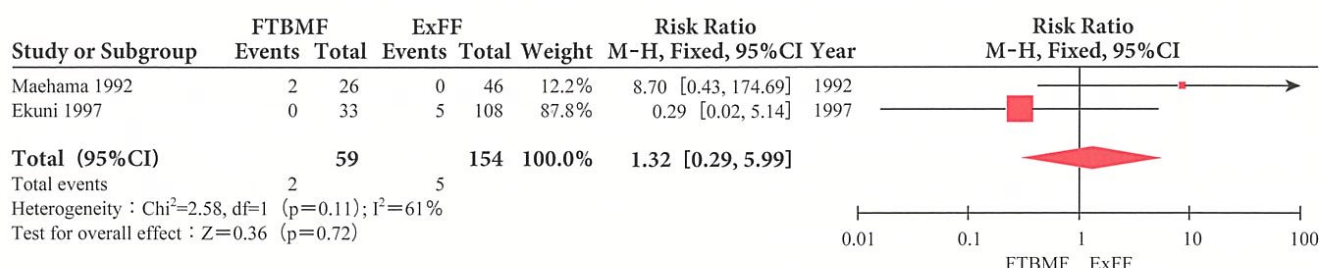 FTBMF ExFF Risk Ratio Risk Ratio
Study or Subgroup Events Total Events Total Weight M-H, Fixed, 95%CI Year M-H, Fixed, 95%CI
Maehama 1992 2 26 0 46 12.2% 8.70 [0.43, 174.69] 1992
Ekuni 1997 0 33 5 108 87.8% 0.29 [0.02, 5.14] 1997
Total (95%CI) 59 154 100.0% 1.32 [0.29, 5.99]
Total events 2 5
Heterogeneity：Chi²=2.58, df=1 (p=0.11); I²=61%
Test for overall effect：Z=0.36 (p=0.72)
0.01 0.1 1 10 100
FTBMF ExFF